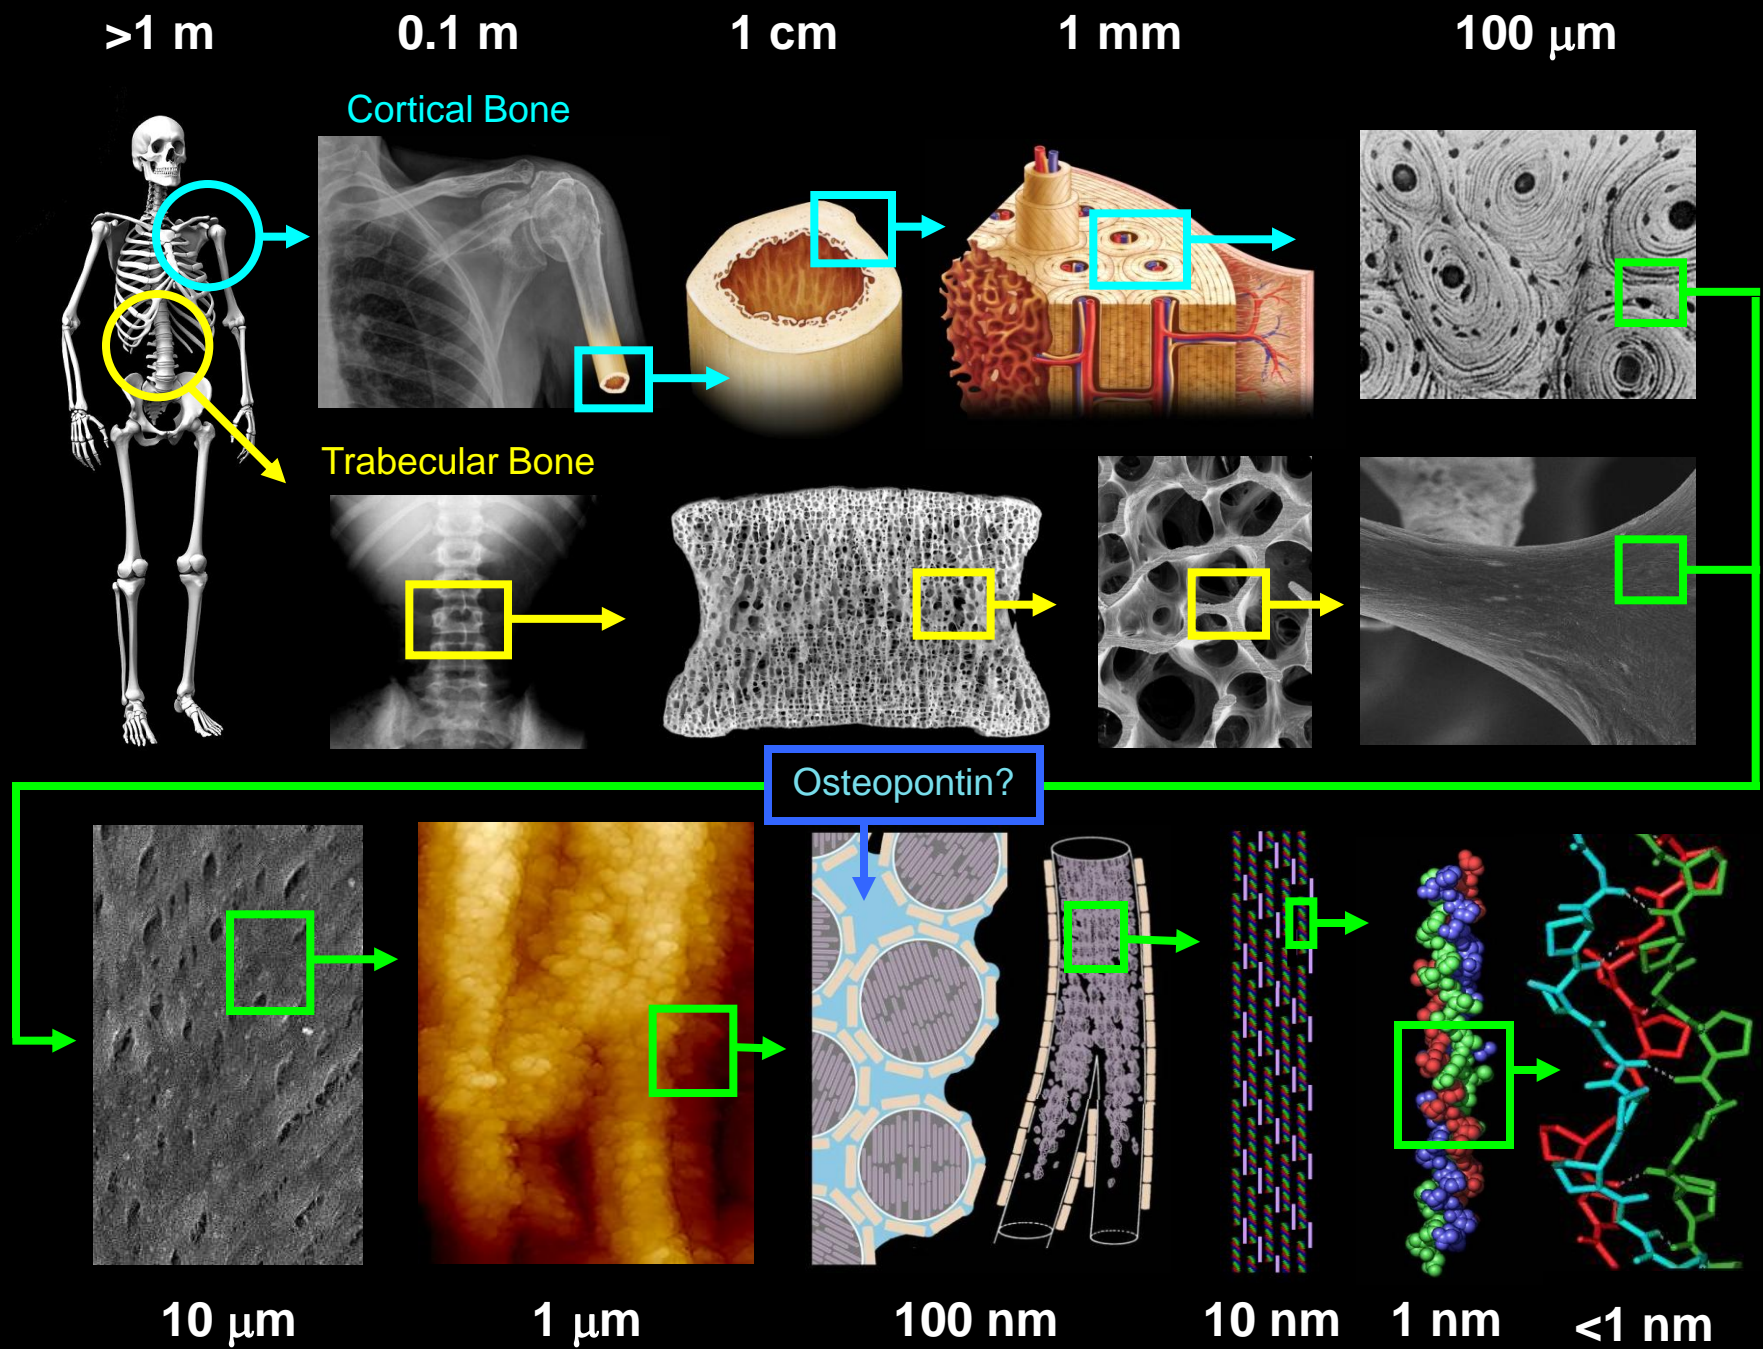 >1 m
0.1 m
1 cm
1 mm
100 μm
Cortical Bone
Trabecular Bone
Osteopontin?
10 μm
1 μm
100 nm
10 nm
1 nm
<1 nm